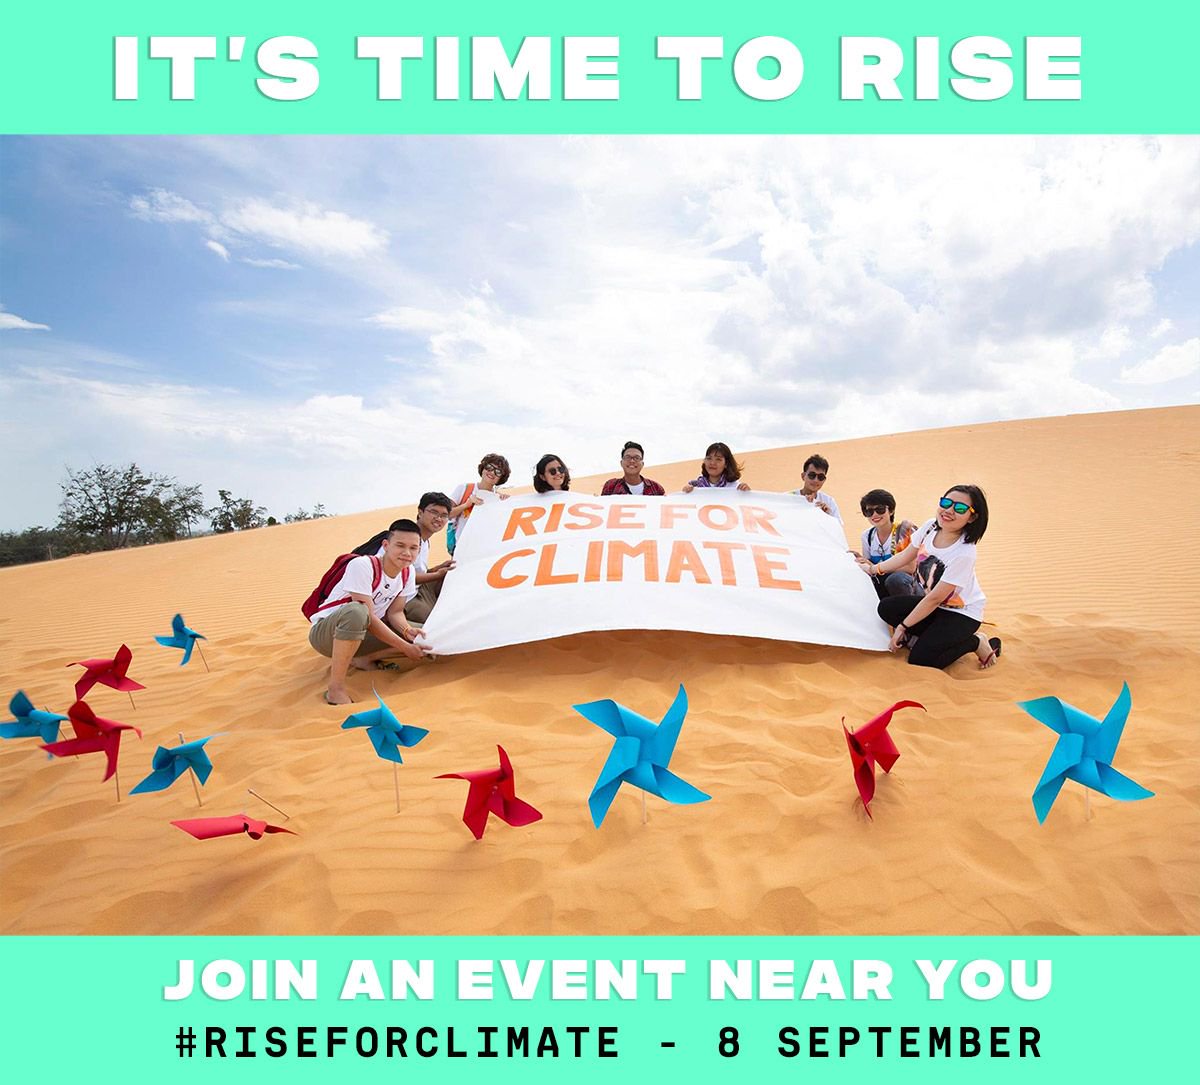 IT'S TIME TO RISE
RISE FOR
CLIMATE
JOIN AN EVENT NEAR YOU
#RISEFORCLIMATE - 8 SEPTEMBER